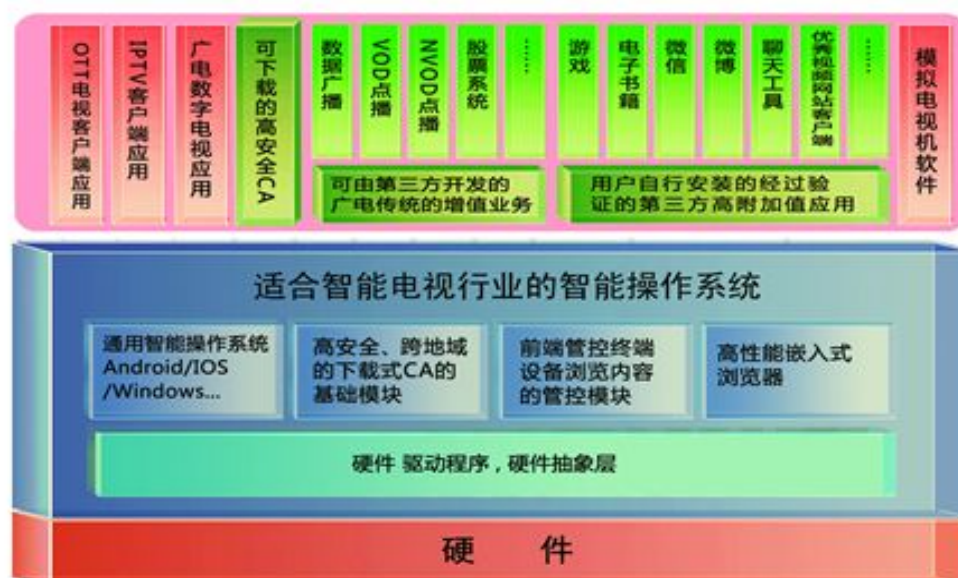 OTT电视客户端应用
IPTV客户端应用
广电数字电视应用
可下载的高安全CA
数据广播
VOD点播
NVOD点播
股票系统
……
游戏
电子书籍
微信
微博
聊天工具
优秀视频网站客户端
……
模拟电视机软件
可由第三方开发的
广电传统的增值业务
用户自行安装的经过验
证的第三方高附加值应用
适合智能电视行业的智能操作系统
通用智能操作系统
Android/IOS
/Windows...
高安全、跨地域
的下载式CA的
基础模块
前端管控终端
设备浏览内容
的管控模块
高性能嵌入式
浏览器
硬件 驱动程序，硬件抽象层
硬 件